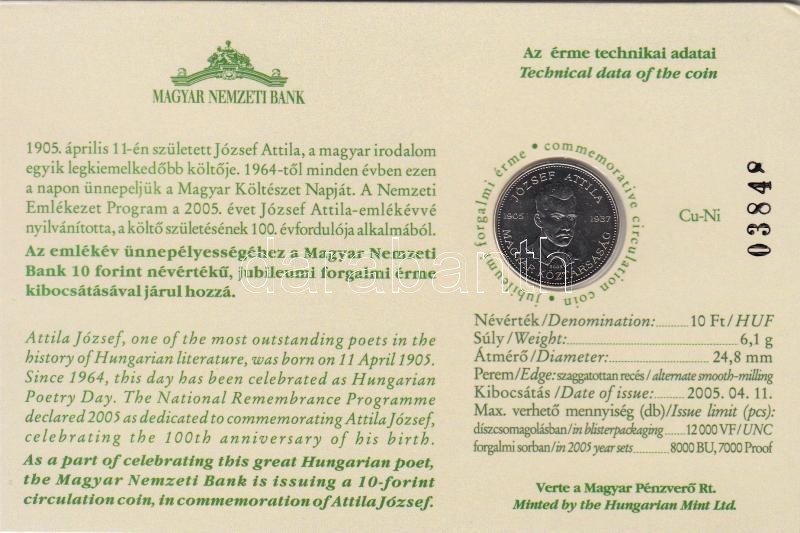 MAGYAR NEMZETI BANK
1905. április 11-én született József Attila, a magyar irodalom
egyik legkiemelkedőbb költője. 1964-től minden évben ezen
a napon ünnepeljük a Magyar Költészet Napját. A Nemzeti
Emlékezet Program a 2005. évet József Attila-emlékévvé
nyilvánította, a költő születésének 100. évfordulója alkalmából.
Az emlékév ünnepélyességéhez a Magyar Nemzeti
Bank 10 forint névértékű, jubileumi forgalmi érme
kibocsátásával járul hozzá.
Attila József, one of the most outstanding poets in the
history of Hungarian literature, was born on 11 April 1905.
Since 1964, this day has been celebrated as Hungarian
Poetry Day. The National Remembrance Programme
declared 2005 as dedicated to commemorating Attila József,
celebrating the 100th anniversary of his birth.
As a part of celebrating this great Hungarian poet,
the Magyar Nemzeti Bank is issuing a 10-forint
circulation coin, in commemoration of Attila József.
Az érme technikai adatai
Technical data of the coin
jubileumi forgalmi érme • commemorative circulation coin •
JÓZSEF ATTILA
1905 1937
MAGYAR KÖZTÁRSASÁG
Cu-Ni
03848
darabanth
Névérték/Denomination:..........10 Ft/HUF
Súly/Weight:..........6,1 g
Átmérő/Diameter:..........24,8 mm
Perem/Edge: szaggatottan recés/alternate smooth-milling
Kibocsátás/Date of issue:..........2005. 04. 11.
Max. verhető mennyiség (db)/Issue limit (pcs):
díszcsomagolásban/in blisterpackaging....12 000 VF/UNC
forgalmi sorban/in 2005 year sets........8000 BU, 7000 Proof
Verte a Magyar Pénzverő Rt.
Minted by the Hungarian Mint Ltd.